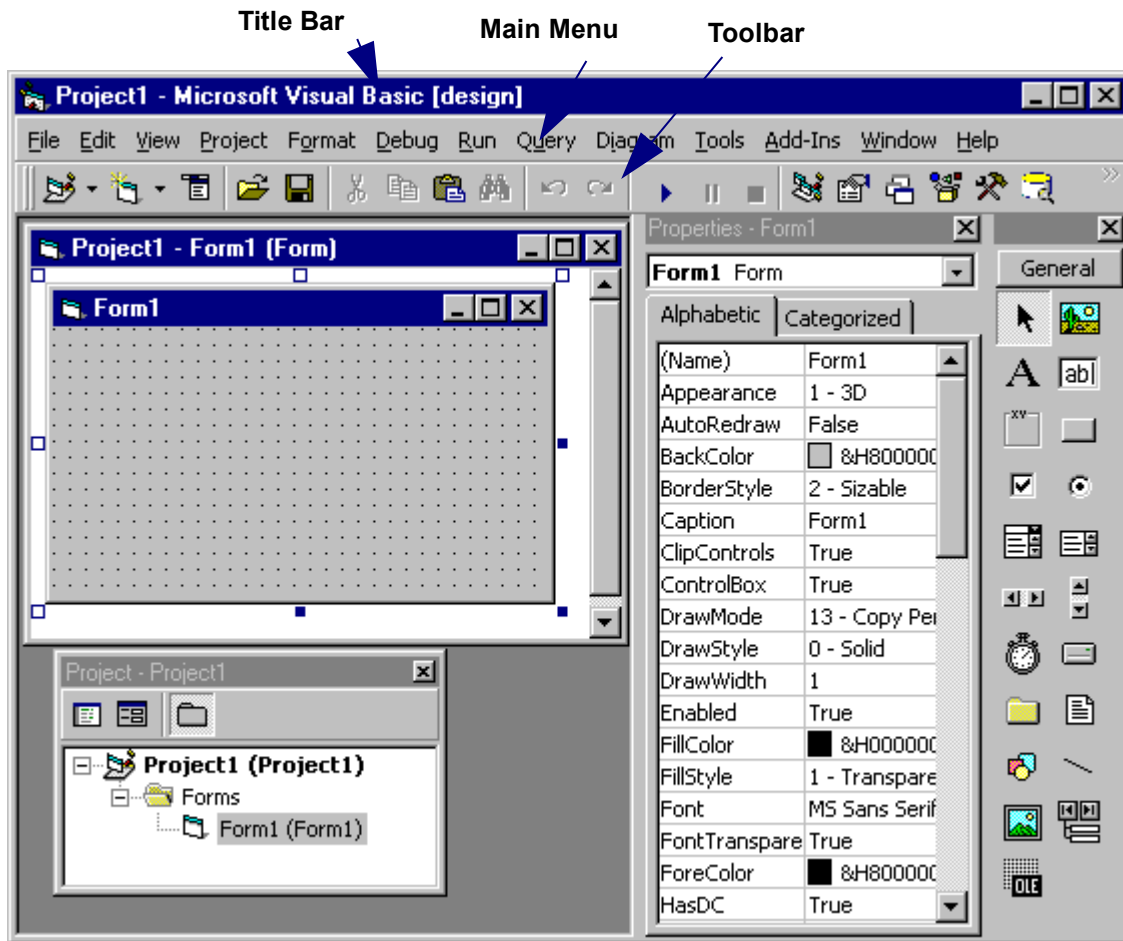 Title Bar
Main Menu
Toolbar
Project1 - Microsoft Visual Basic [design]
File Edit View Project Format Debug Run Query Diagram Tools Add-Ins Window Help
Project1 - Form1 (Form)
Form1
Properties - Form1
Form1 Form
Alphabetic Categorized
(Name) Form1
Appearance 1 - 3D
AutoRedraw False
BackColor &H800000
BorderStyle 2 - Sizable
Caption Form1
ClipControls True
ControlBox True
DrawMode 13 - Copy Pe
DrawStyle 0 - Solid
DrawWidth 1
Enabled True
FillColor &H000000
FillStyle 1 - Transpare
Font MS Sans Serif
FontTranspare True
ForeColor &H800000
HasDC True
General
A ab|
XY
OLE
Project - Project1
Project1 (Project1)
Forms
Form1 (Form1)